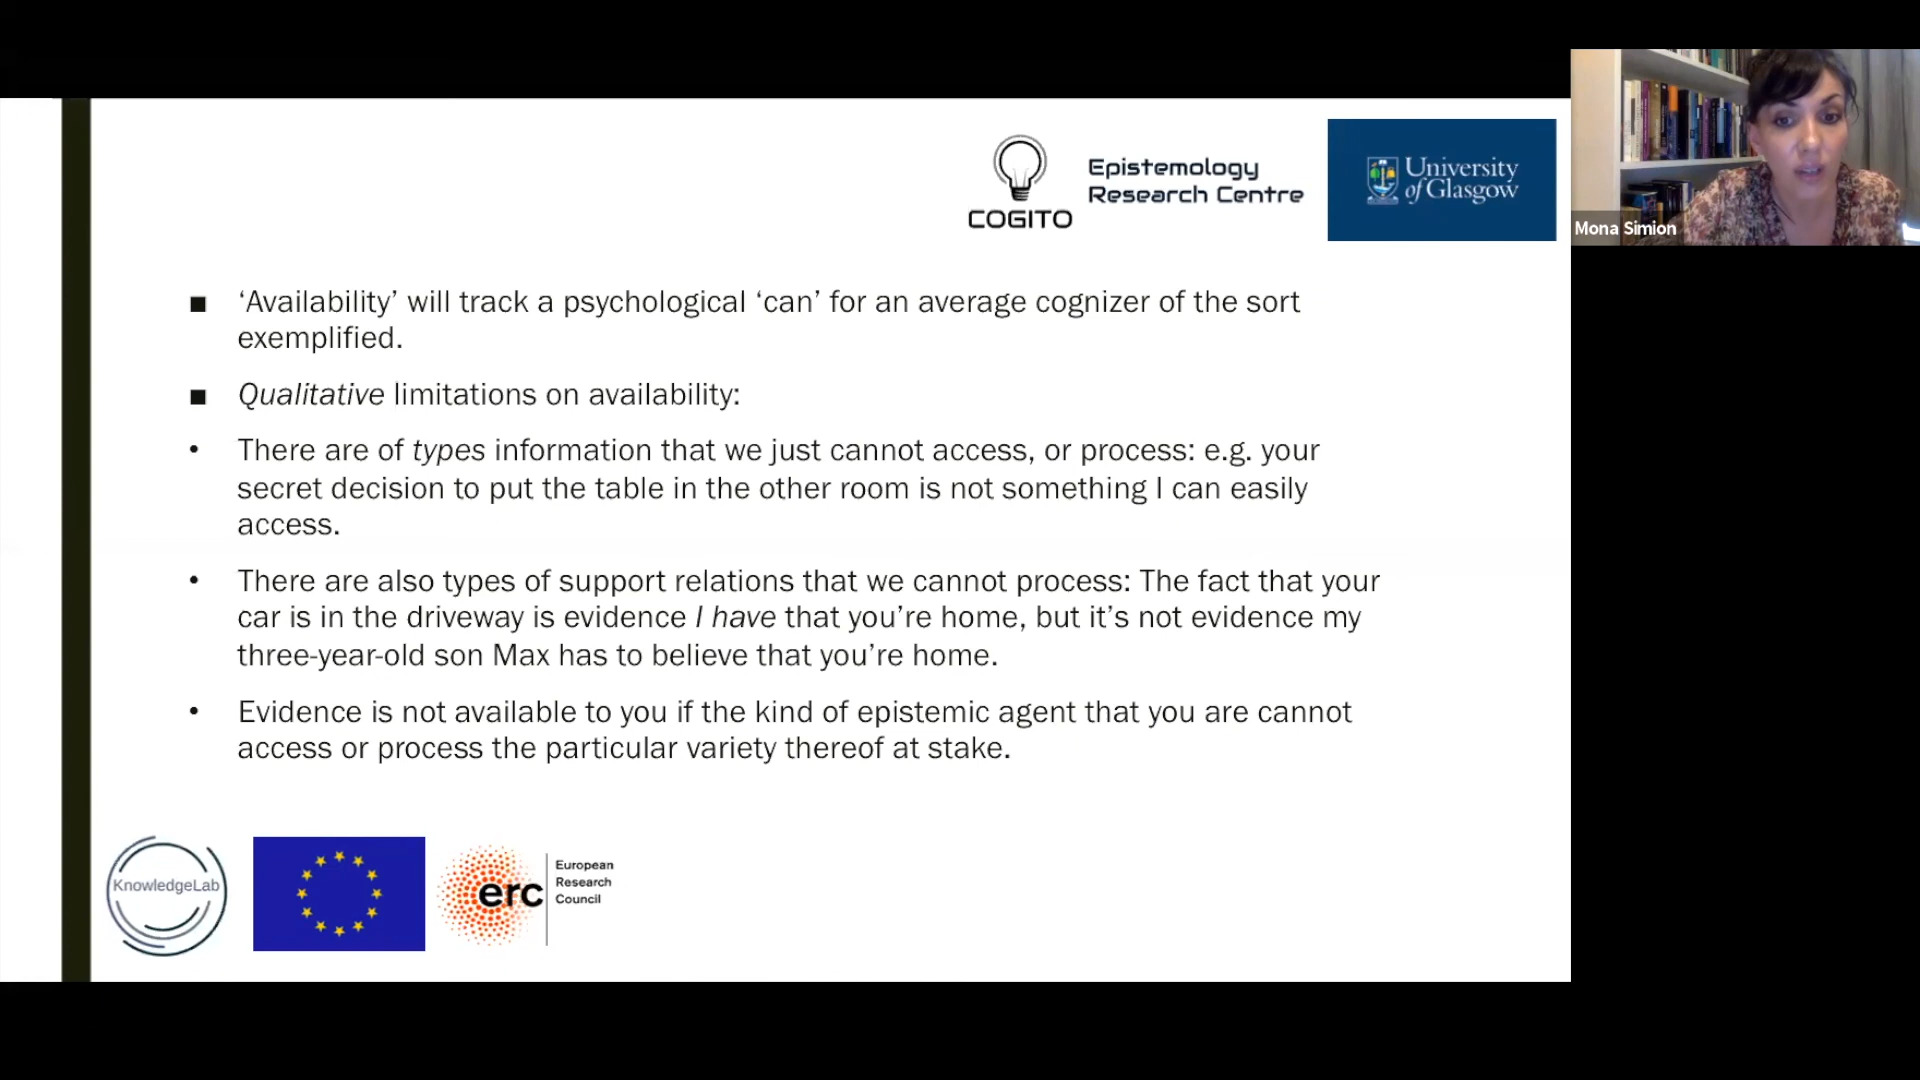 COGITO
Epistemology
Research Centre
University
of Glasgow
Mona Simion
■ ‘Availability’ will track a psychological ‘can’ for an average cognizer of the sort
exemplified.
■ Qualitative limitations on availability:
• There are of types information that we just cannot access, or process: e.g. your
secret decision to put the table in the other room is not something I can easily
access.
• There are also types of support relations that we cannot process: The fact that your
car is in the driveway is evidence I have that you’re home, but it’s not evidence my
three-year-old son Max has to believe that you’re home.
• Evidence is not available to you if the kind of epistemic agent that you are cannot
access or process the particular variety thereof at stake.
KnowledgeLab
erc
European
Research
Council